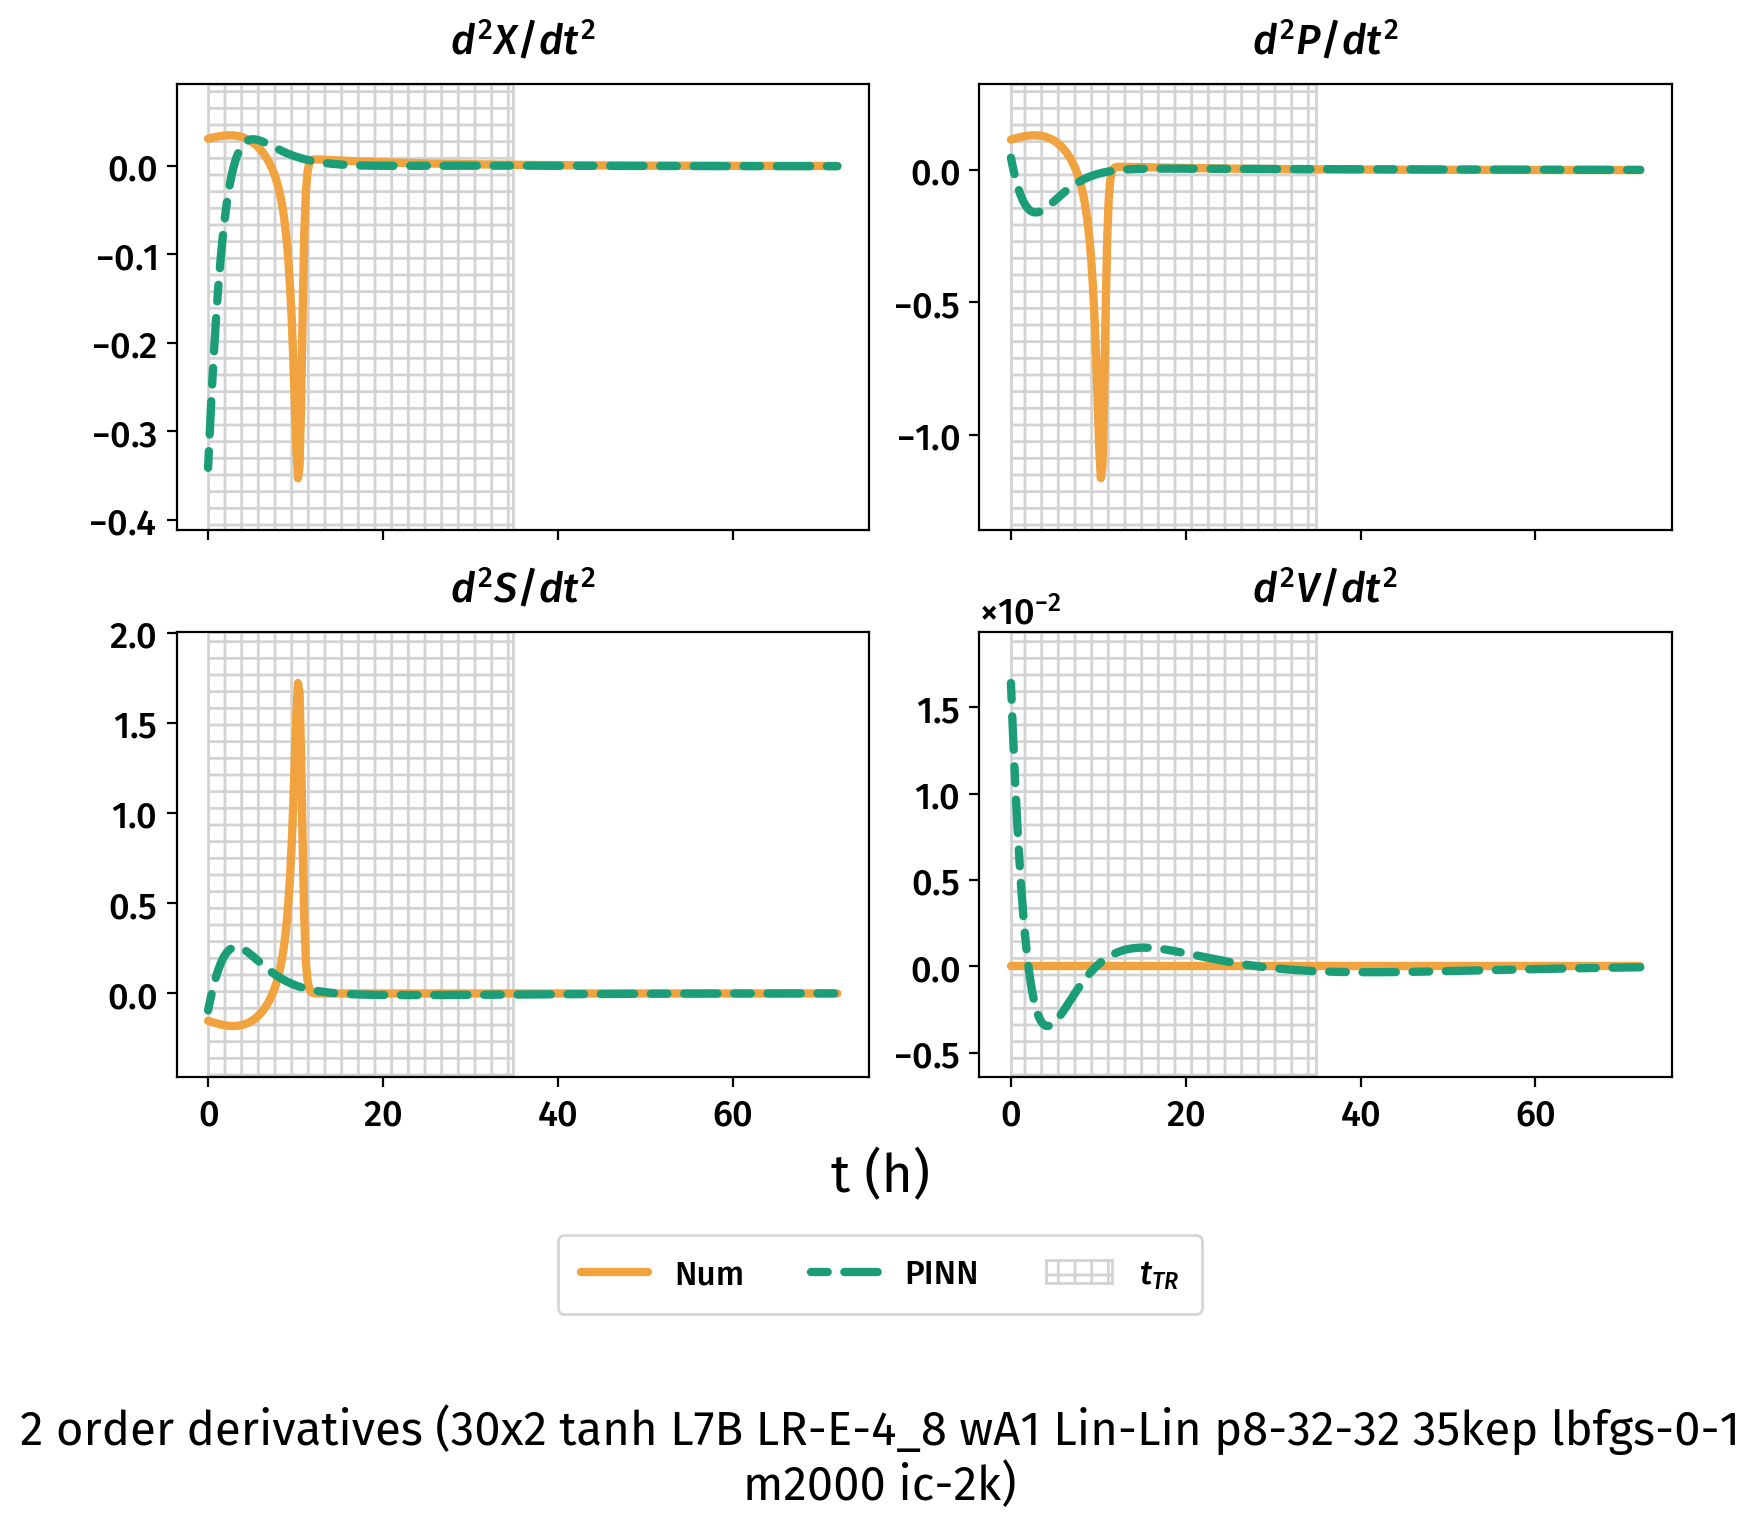 d²X/dt²
d²P/dt²
0.0
−0.1
−0.2
−0.3
−0.4
0.0
−0.5
−1.0
d²S/dt²
d²V/dt²
×10⁻²
2.0
1.5
1.0
0.5
0.0
1.5
1.0
0.5
0.0
−0.5
0 20 40 60
0 20 40 60
t (h)
Num PINN t_TR
2 order derivatives (30x2 tanh L7B LR-E-4_8 wA1 Lin-Lin p8-32-32 35kep lbfgs-0-1
m2000 ic-2k)